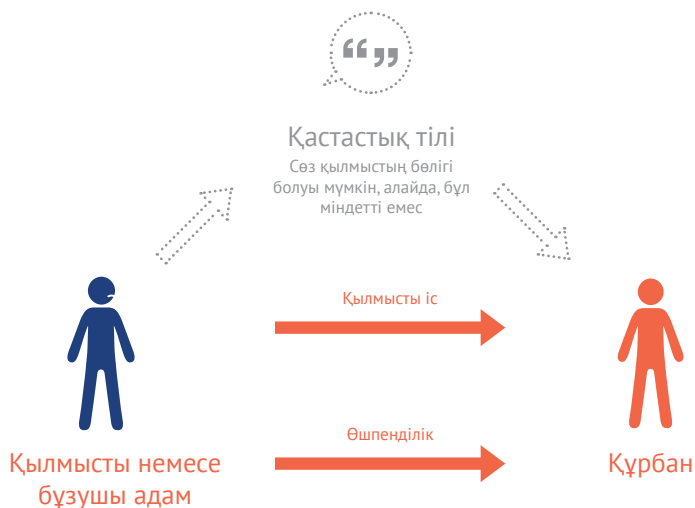 “ ”
Қастастық тілі
Сөз қылмыстың бөлігі
болуы мүмкін, алайда, бұл
міндетті емес
Қылмысты іс
Өшпенділік
Қылмысты немесе
бұзушы адам
Құрбан